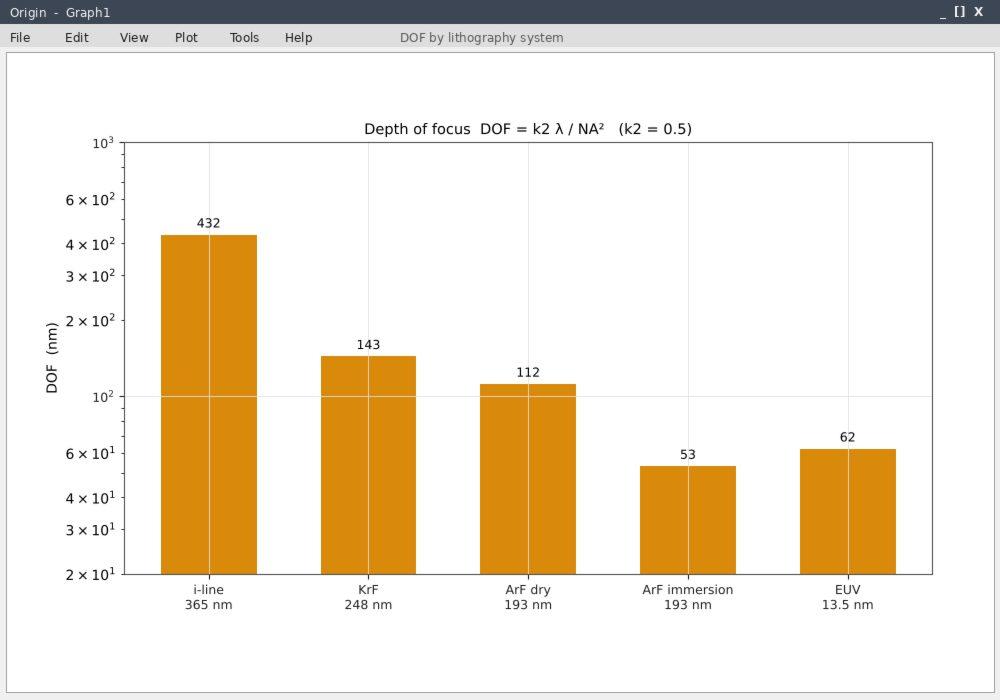 Origin - Graph1 _ [] X
File Edit View Plot Tools Help DOF by lithography system
Depth of focus DOF = k2 λ / NA² (k2 = 0.5)
DOF (nm)
10³
6 × 10²
4 × 10²
3 × 10²
2 × 10²
10²
6 × 10¹
4 × 10¹
3 × 10¹
2 × 10¹
432
143
112
53
62
i-line
365 nm
KrF
248 nm
ArF dry
193 nm
ArF immersion
193 nm
EUV
13.5 nm